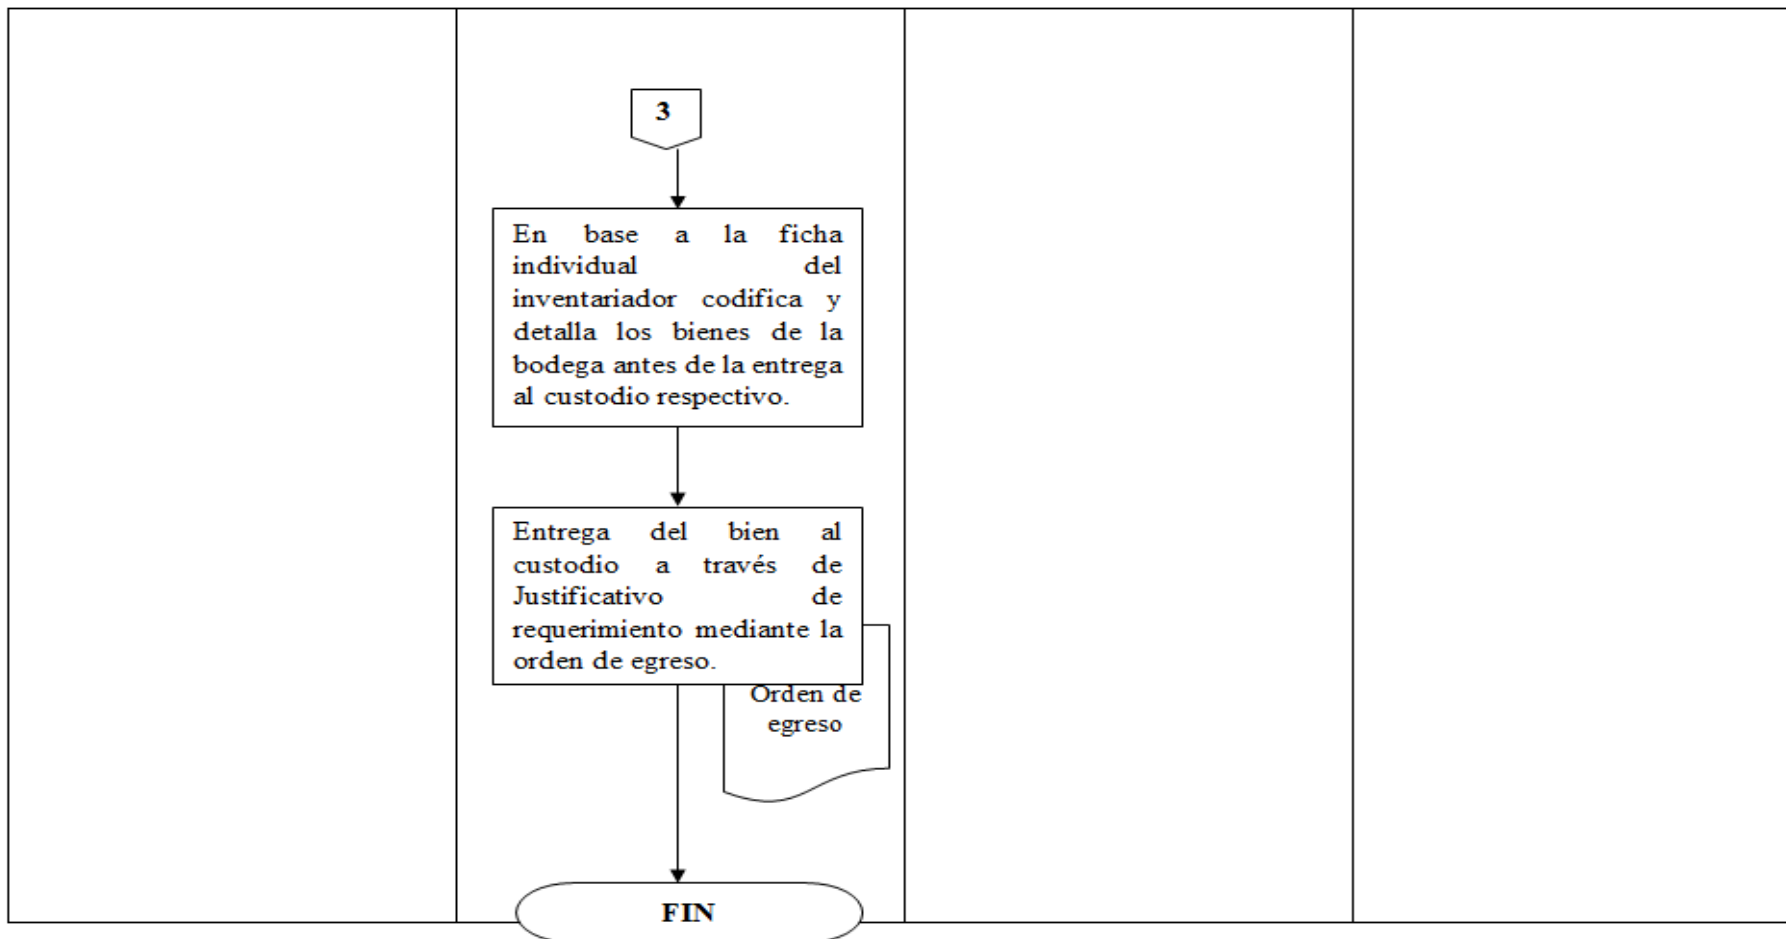 3
En base a la ficha
individual del
inventariador codifica y
detalla los bienes de la
bodega antes de la entrega
al custodio respectivo.
Entrega del bien al
custodio a través de
Justificativo de
requerimiento mediante la
orden de egreso.
Orden de
egreso
FIN